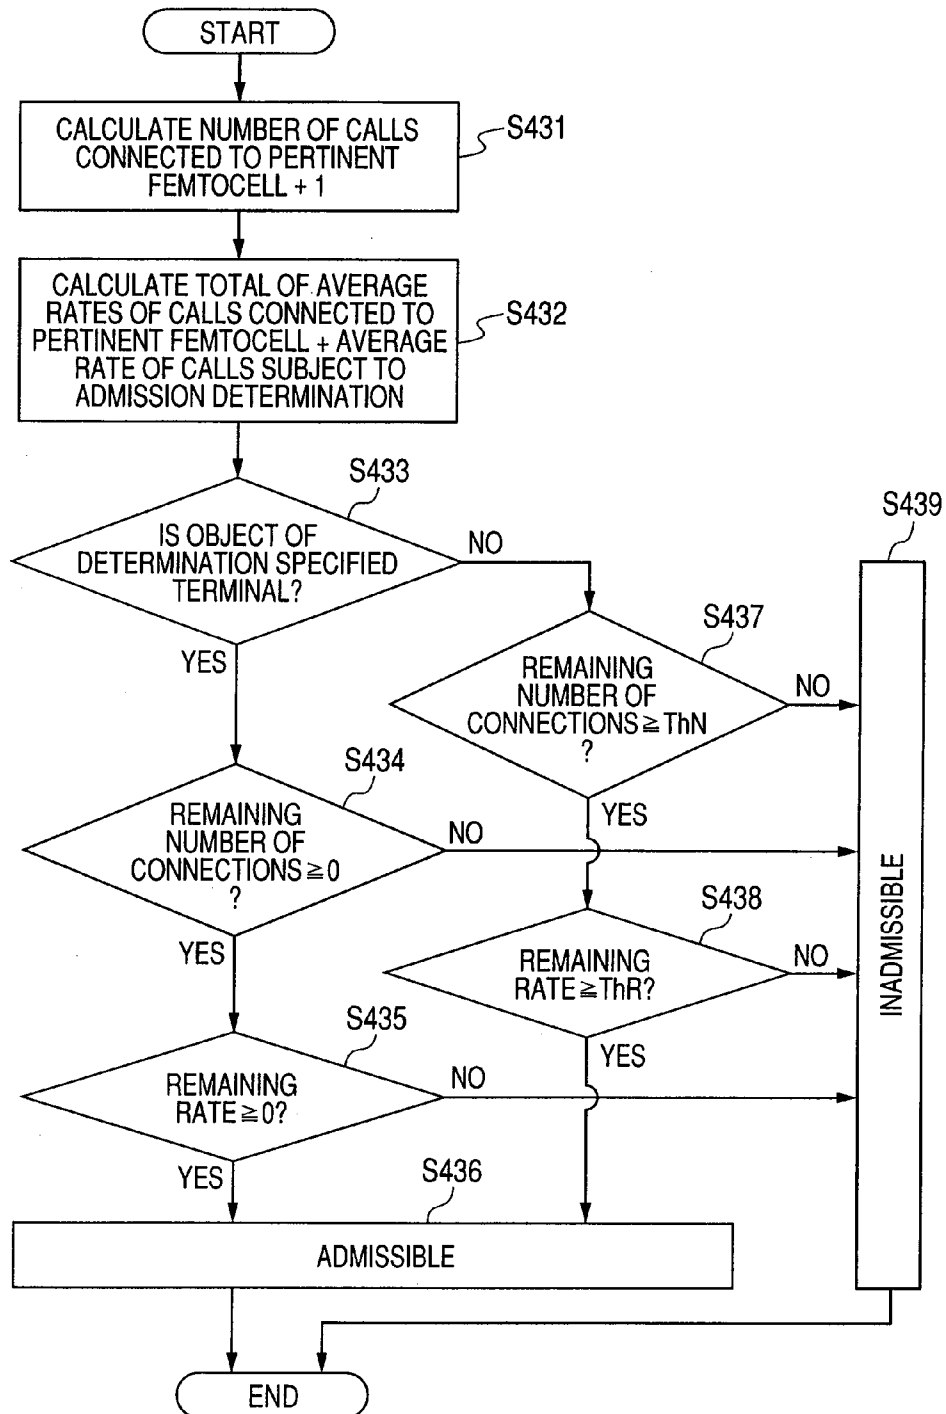 START
CALCULATE NUMBER OF CALLS
CONNECTED TO PERTINENT
FEMTOCELL + 1
S431
CALCULATE TOTAL OF AVERAGE
RATES OF CALLS CONNECTED TO
PERTINENT FEMTOCELL + AVERAGE
RATE OF CALLS SUBJECT TO
ADMISSION DETERMINATION
S432
S433
IS OBJECT OF
DETERMINATION SPECIFIED
TERMINAL?
NO
YES
S439
INADMISSIBLE
S437
REMAINING
NUMBER OF
CONNECTIONS ≧ ThN
?
NO
YES
S434
REMAINING
NUMBER OF
CONNECTIONS ≧ 0
?
NO
YES
S438
REMAINING
RATE ≧ ThR?
NO
YES
S435
REMAINING
RATE ≧ 0?
NO
YES
S436
ADMISSIBLE
END